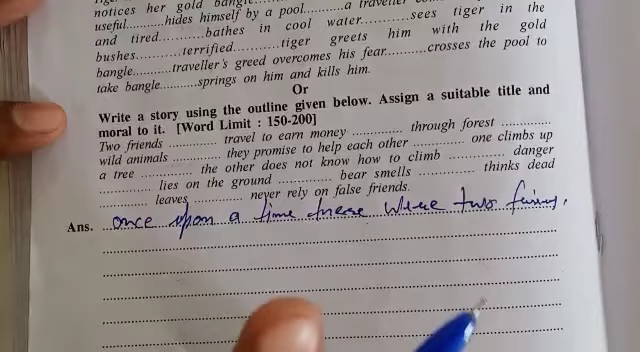 notices her gold bangle
useful............hides himself by a pool............a traveller
and tired............bathes in cool water............sees tiger in the
bushes............terrified............tiger greets him with the gold
bangle............traveller's greed overcomes his fear............crosses the pool to
take bangle............springs on him and kills him.
Or
Write a story using the outline given below. Assign a suitable title and
moral to it. [Word Limit : 150-200]
Two friends ............ travel to earn money ............ through forest ............
wild animals ............ they promise to help each other ............ one climbs up
a tree ............ the other does not know how to climb ............ danger
............ lies on the ground ............ bear smells ............ thinks dead
............ leaves ............ never rely on false friends.
Ans. once upon a time there were two